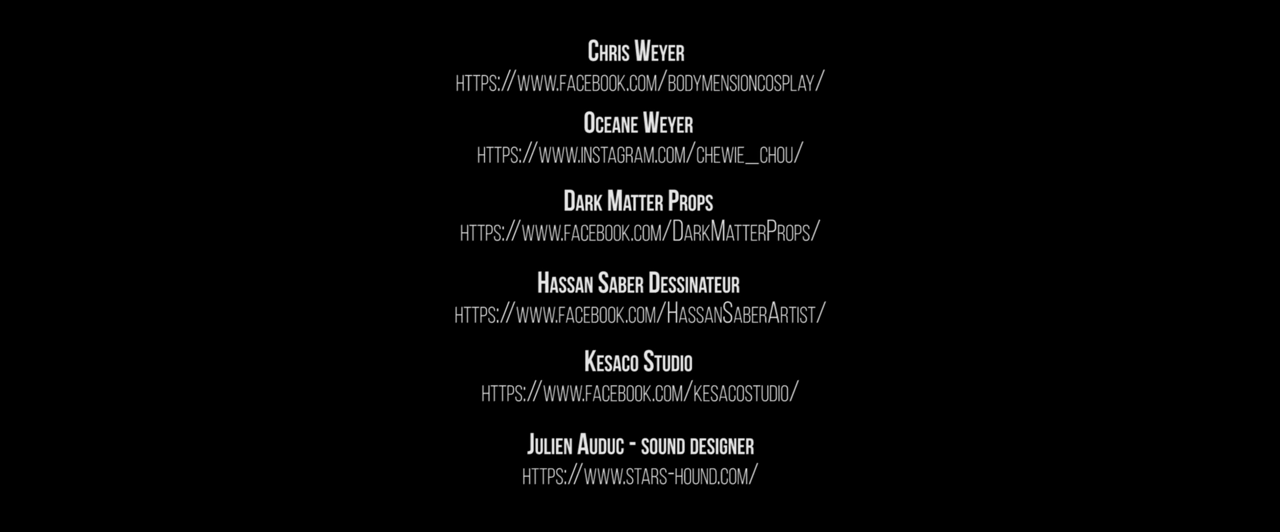 Chris Weyer
https://www.facebook.com/bodymensioncosplay/
Oceane Weyer
https://www.instagram.com/chewie_chou/
Dark Matter Props
https://www.facebook.com/DarkMatterProps/
Hassan Saber Dessinateur
https://www.facebook.com/HassanSaberArtist/
Kesaco Studio
https://www.facebook.com/kesacostudio/
Julien Auduc - sound designer
https://www.stars-hound.com/